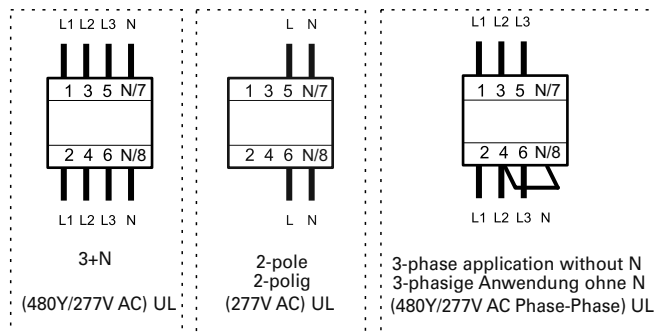 L1 L2 L3 N
1 3 5 N/7
2 4 6 N/8
L1 L2 L3 N
3+N
(480Y/277V AC) UL
L N
1 3 5 N/7
2 4 6 N/8
L N
2-pole
2-polig
(277V AC) UL
L1 L2 L3
1 3 5 N/7
2 4 6 N/8
L1 L2 L3 N
3-phase application without N
3-phasige Anwendung ohne N
(480Y/277V AC Phase-Phase) UL